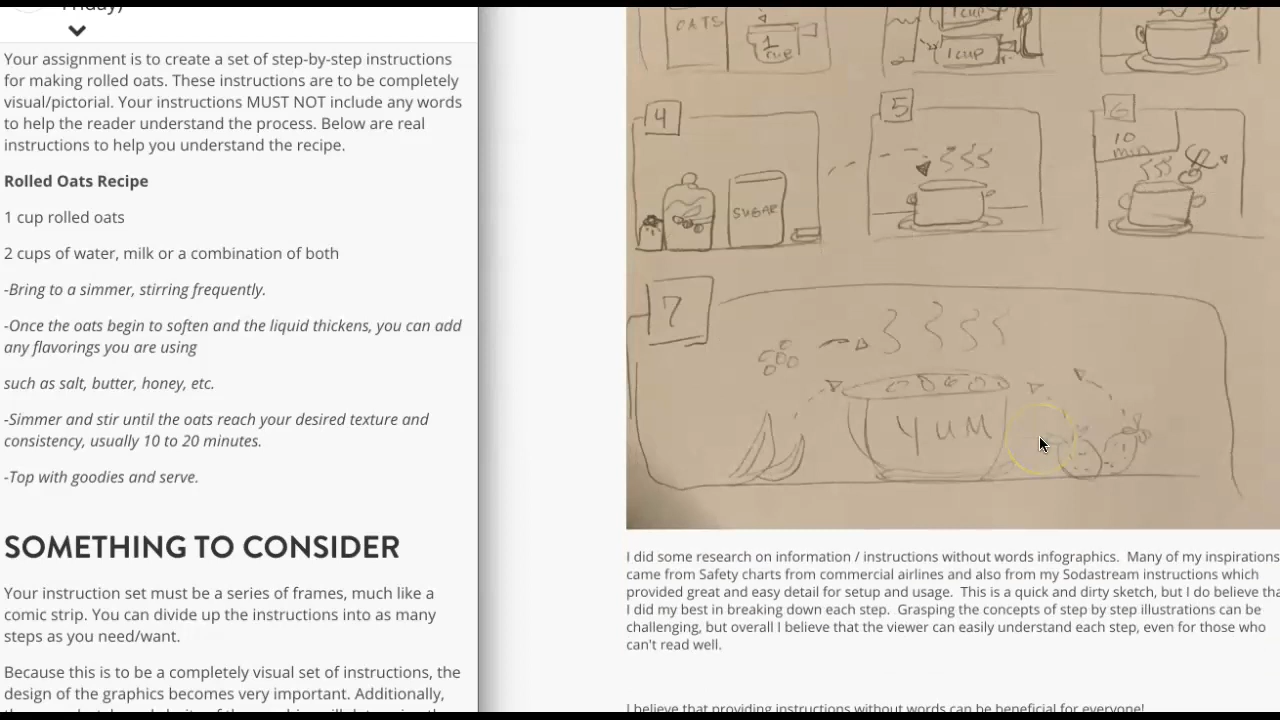 Your assignment is to create a set of step-by-step instructions
for making rolled oats. These instructions are to be completely
visual/pictorial. Your instructions MUST NOT include any words
to help the reader understand the process. Below are real
instructions to help you understand the recipe.
Rolled Oats Recipe
1 cup rolled oats
2 cups of water, milk or a combination of both
-Bring to a simmer, stirring frequently.
-Once the oats begin to soften and the liquid thickens, you can add
any flavorings you are using
such as salt, butter, honey, etc.
-Simmer and stir until the oats reach your desired texture and
consistency, usually 10 to 20 minutes.
-Top with goodies and serve.
SOMETHING TO CONSIDER
Your instruction set must be a series of frames, much like a
comic strip. You can divide up the instructions into as many
steps as you need/want.
Because this is to be a completely visual set of instructions, the
design of the graphics becomes very important. Additionally,
OATS
1 CUP
1 CUP
1 CUP
4
SUGAR
5
6
10
min
7
YUM
I did some research on information / instructions without words infographics. Many of my inspirations
came from Safety charts from commercial airlines and also from my Sodastream instructions which
provided great and easy detail for setup and usage. This is a quick and dirty sketch, but I do believe
I did my best in breaking down each step. Grasping the concepts of step by step illustrations can be
challenging, but overall I believe that the viewer can easily understand each step, even for those who
can't read well.
I believe that providing instructions without words can be beneficial for everyone!